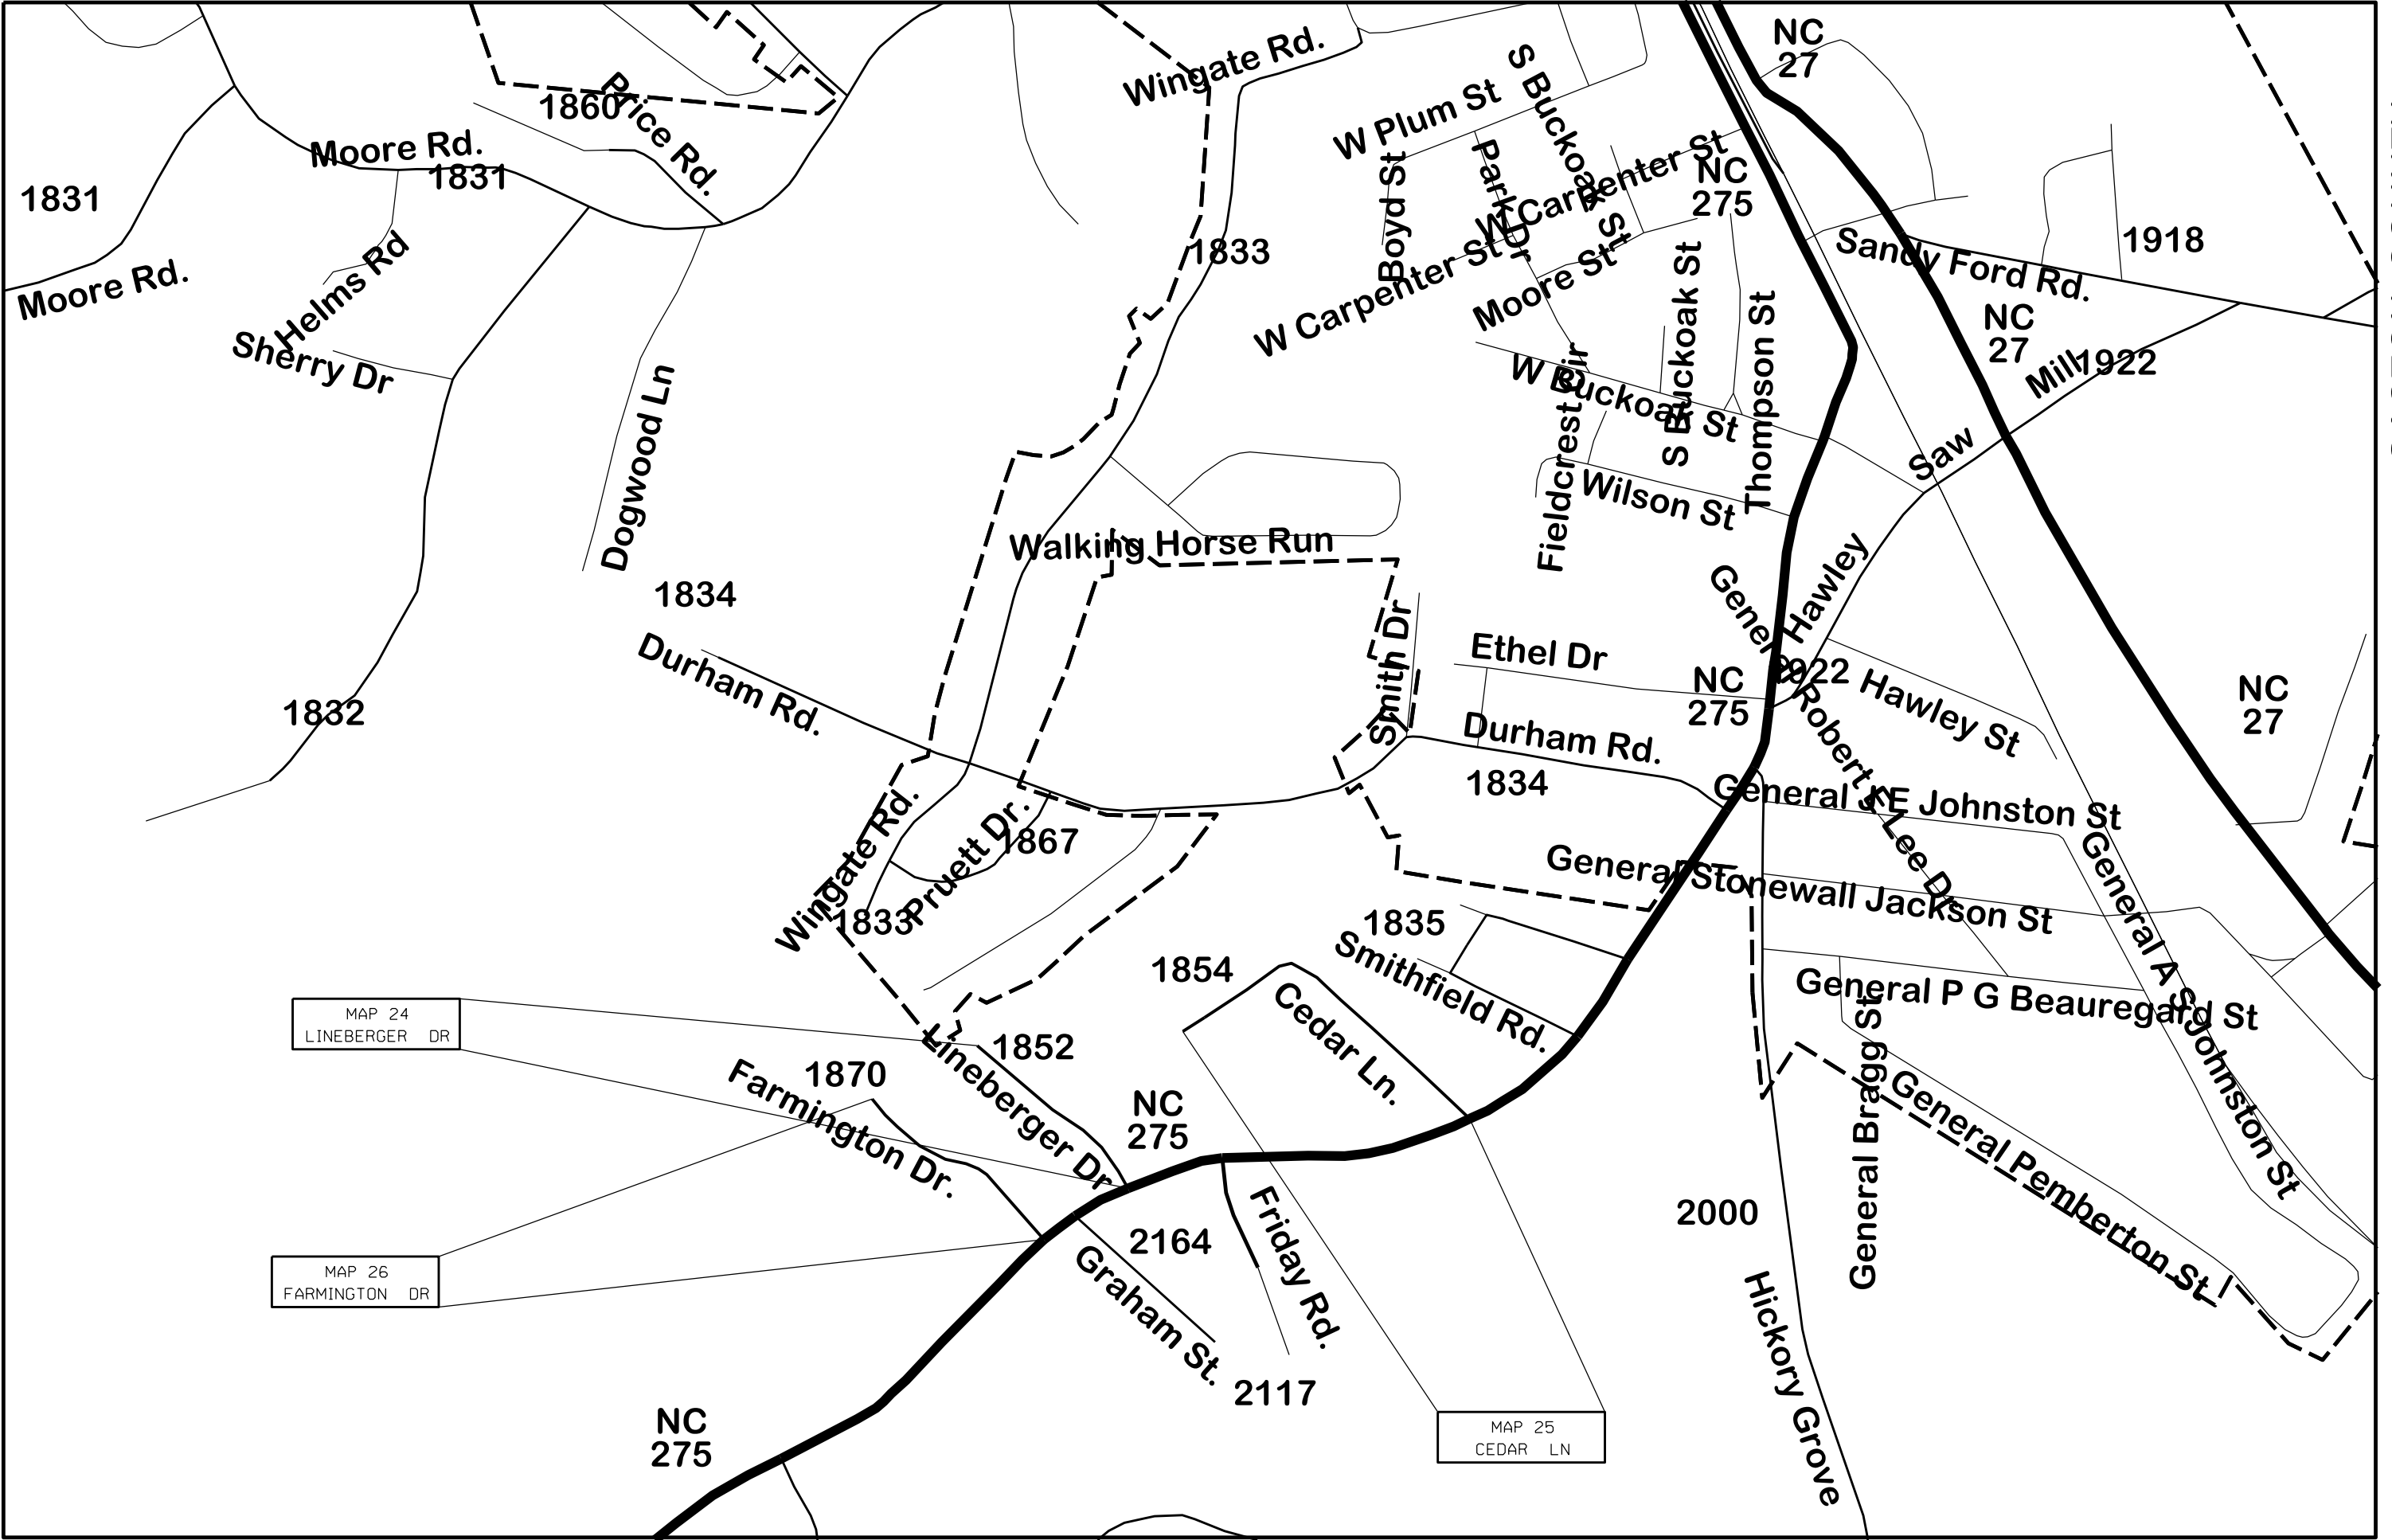 NC
27
Wingate Rd.
S Buckoak St
W Plum St
1860
Price Rd.
Moore Rd.
1831
1831
Boyd St
Park Dr
W Carpenter St
NC
275
Moore Rd.
Helms Rd
Sherry Dr
1833
W Carpenter St
Moore St
S Buckoak St
Thompson St
Sandy Ford Rd.
1918
NC
27
Mill
1922
Saw
W Buckoak St
Fieldcrest Cir
Wilson St
Dogwood Ln
Walking Horse Run
1834
Durham Rd.
Smith Dr
Ethel Dr
NC
275
Hawley
1922
General Robert E Lee Dr
Hawley St
NC
27
1832
Durham Rd.
1834
General J E Johnston St
Wingate Rd.
Pruett Dr.
1867
1833
General Stonewall Jackson St
General A S Johnston St
1835
Smithfield Rd.
1854
Cedar Ln.
General P G Beauregard St
General Bragg St
General Pemberton St
MAP 24
LINEBERGER DR
1852
Lineberger Dr.
1870
Farmington Dr.
NC
275
2164
Graham St.
Friday Rd.
2117
2000
Hickory Grove
MAP 26
FARMINGTON DR
MAP 25
CEDAR LN
NC
275